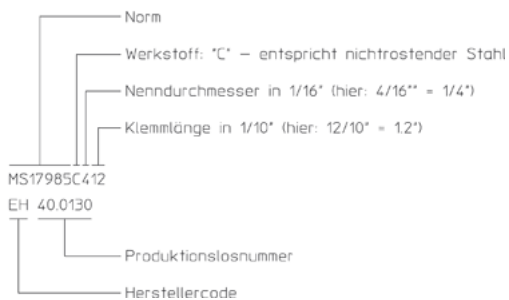 Norm
Werkstoff: "C" – entspricht nichtrostender Stahl
Nenndurchmesser in 1/16" (hier: 4/16"" = 1/4")
Klemmlänge in 1/10" (hier: 12/10" = 1.2")
MS17985C412
EH 40.0130
Produktionslosnummer
Herstellercode